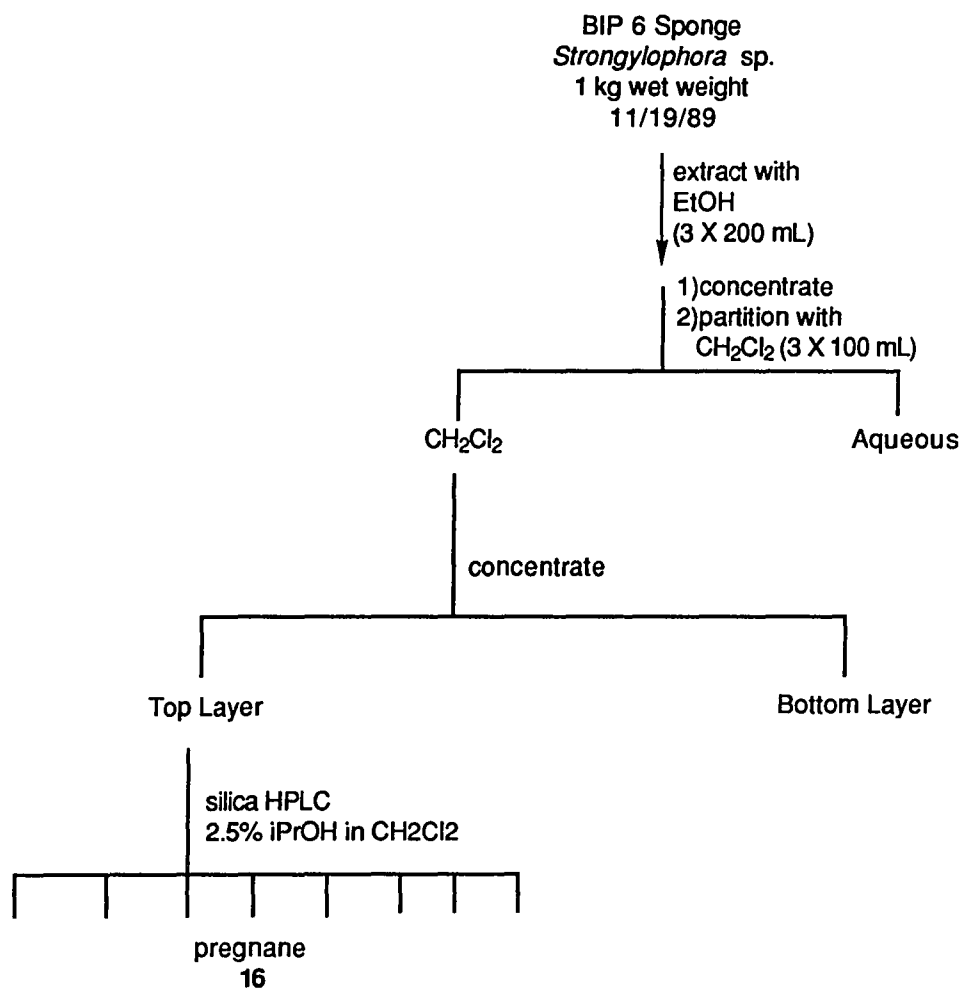 BIP 6 Sponge
Strongylophora sp.
1 kg wet weight
11/19/89
extract with
EtOH
(3 X 200 mL)
1)concentrate
2)partition with
CH2Cl2 (3 X 100 mL)
CH2Cl2
Aqueous
concentrate
Top Layer
Bottom Layer
silica HPLC
2.5% iPrOH in CH2Cl2
pregnane
16